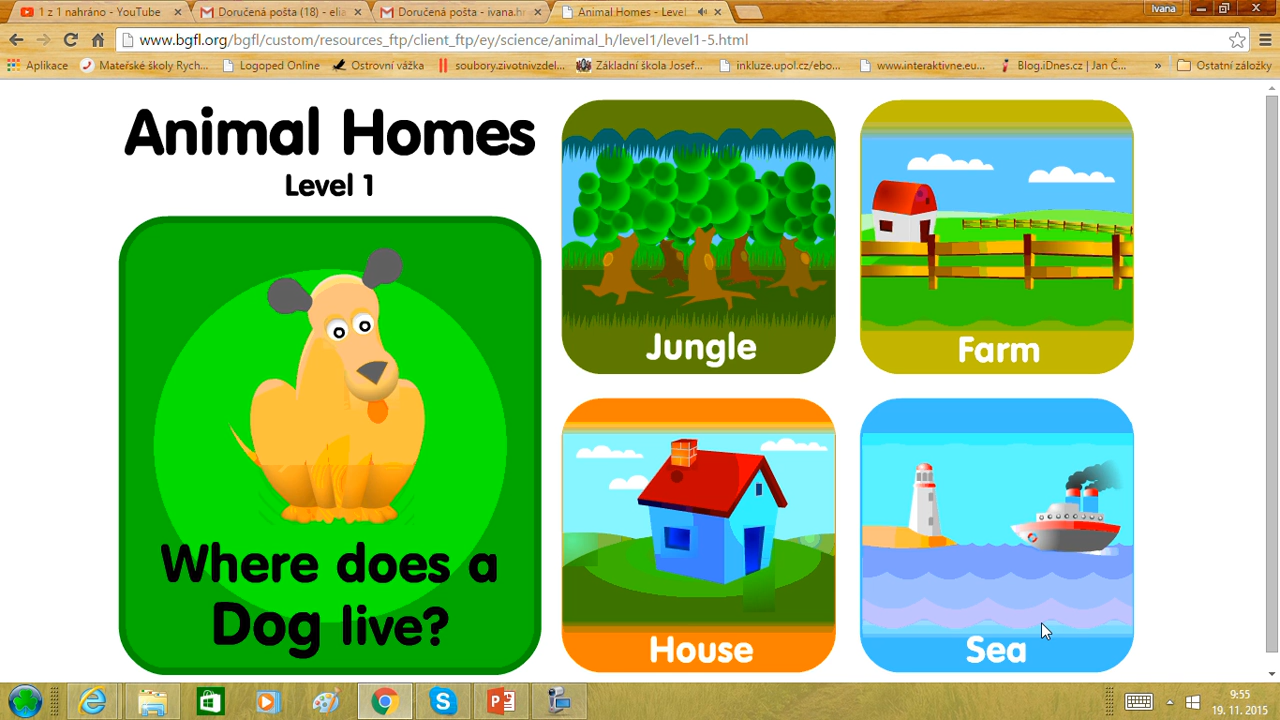 1 z 1 nahráno - YouTube
Doručená pošta (18) - elia
Doručená pošta - ivana.hr
Animal Homes - Level
Ivana
www.bgfl.org/bgfl/custom/resources_ftp/client_ftp/ey/science/animal_h/level1/level1-5.html
Aplikace
Mateřské školy Rych...
Logoped Online
Ostrovní vážka
soubory.zivotnivzdel...
Základní škola Josef...
inkluze.upol.cz/ebo...
www.interaktivne.eu...
Blog.iDnes.cz | Jan Č...
»
Ostatní záložky
Animal Homes
Level 1
Where does a
Dog live?
Jungle
Farm
House
Sea
9:55
19. 11. 2015